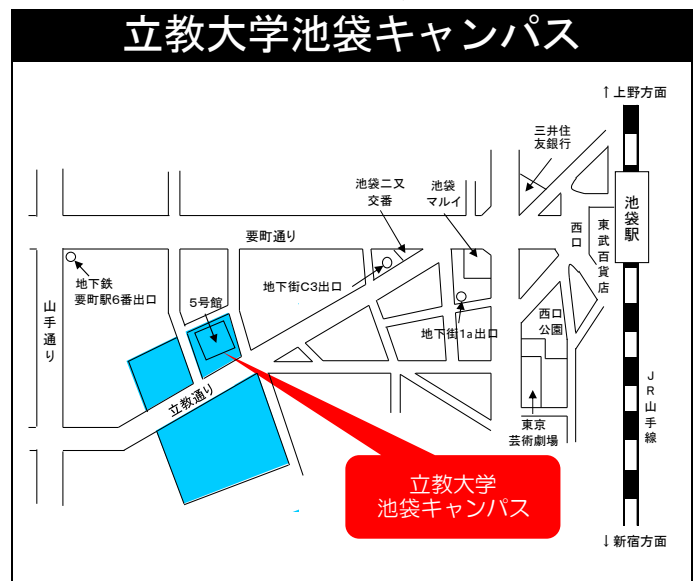 立教大学池袋キャンパス
↑上野方面
三井住
友銀行
池袋二又
交番
池袋
マルイ
池袋駅
西口
東武百貨店
要町通り
地下鉄
要町駅6番出口
地下街C3出口
山手通り
5号館
地下街1a出口
西口
公園
立教通り
JR山手線
東京
芸術劇場
立教大学
池袋キャンパス
↓新宿方面